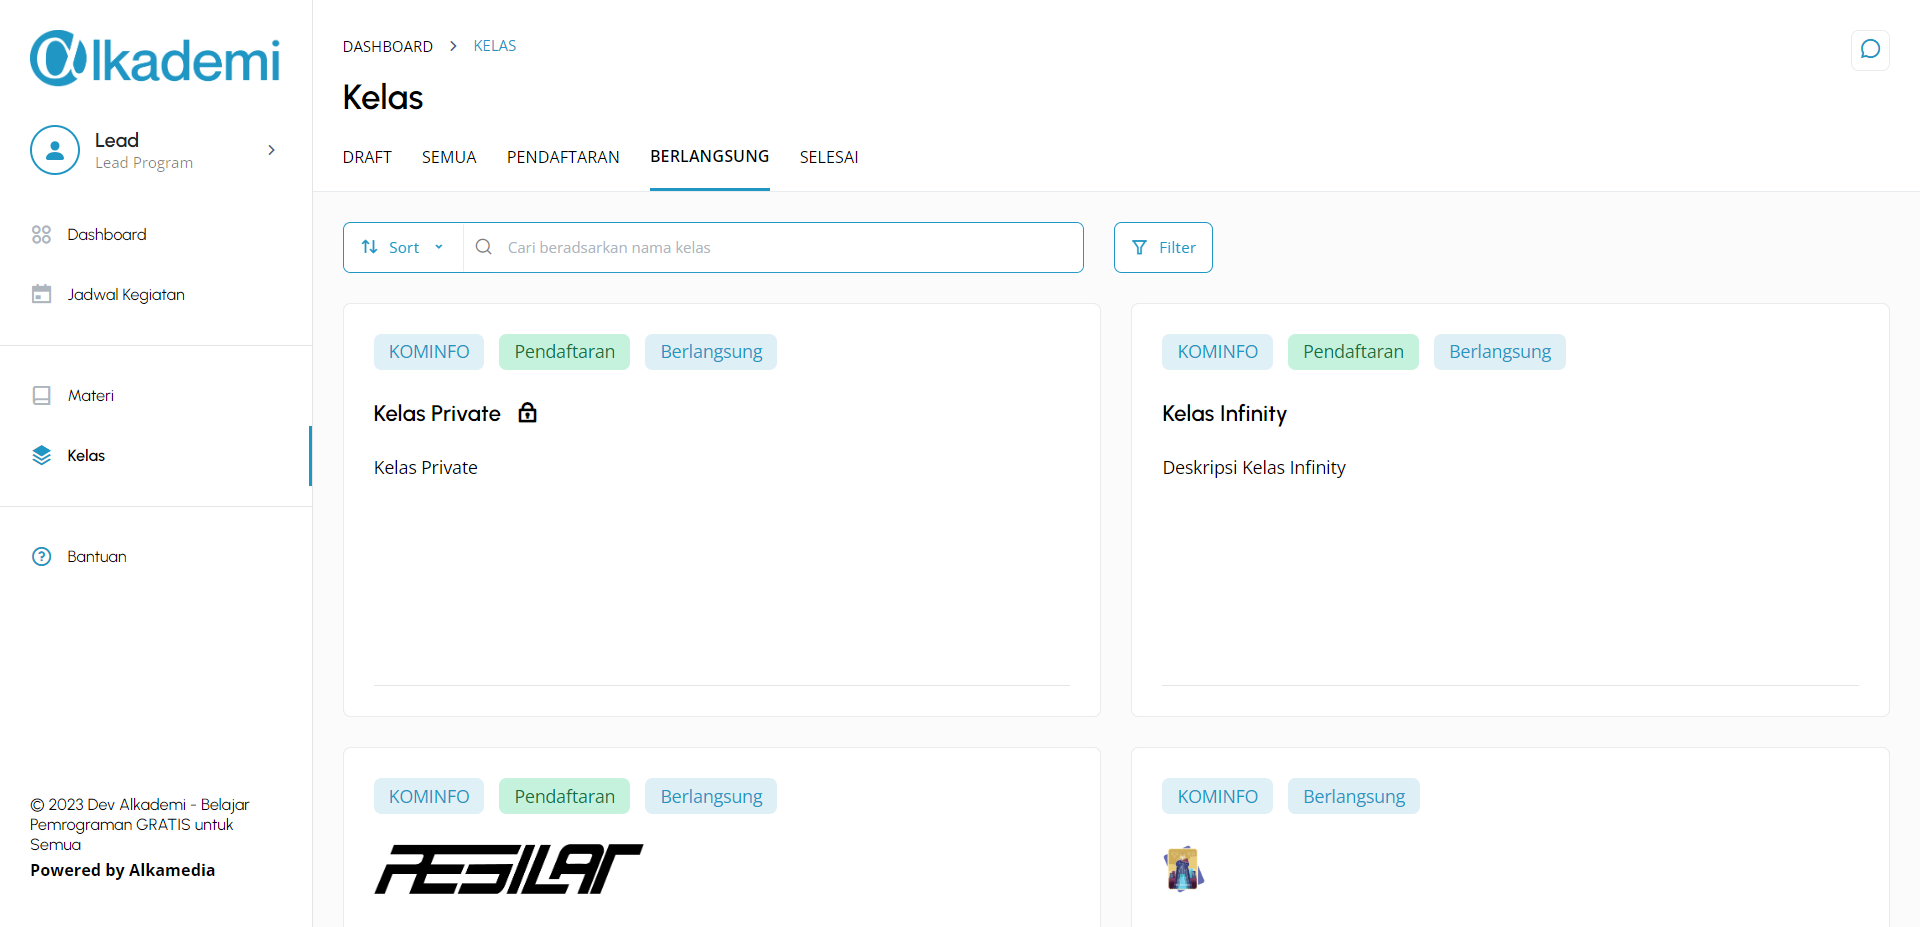 @lkademi
Lead
Lead Program
Dashboard
Jadwal Kegiatan
Materi
Kelas
Bantuan
© 2023 Dev Alkademi - Belajar
Pemrograman GRATIS untuk
Semua
Powered by Alkamedia
DASHBOARD > KELAS
Kelas
DRAFT SEMUA PENDAFTARAN BERLANGSUNG SELESAI
Sort Cari beradsarkan nama kelas Filter
KOMINFO Pendaftaran Berlangsung
Kelas Private
Kelas Private
KOMINFO Pendaftaran Berlangsung
Kelas Infinity
Deskripsi Kelas Infinity
KOMINFO Pendaftaran Berlangsung
PESILAT
KOMINFO Berlangsung